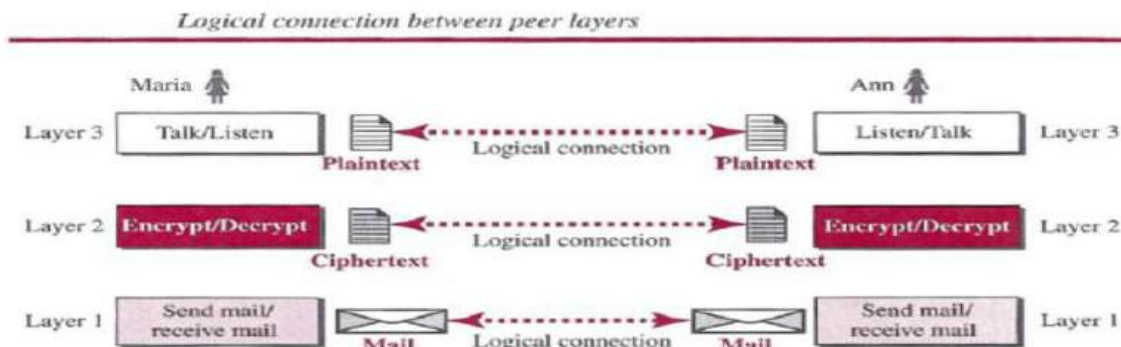 Logical connection between peer layers
Maria Ann
Layer 3 Talk/Listen Listen/Talk Layer 3
Logical connection
Plaintext Plaintext
Layer 2 Encrypt/Decrypt Encrypt/Decrypt Layer 2
Logical connection
Ciphertext Ciphertext
Layer 1 Send mail/ receive mail Send mail/ receive mail Layer 1
Mail Logical connection Mail